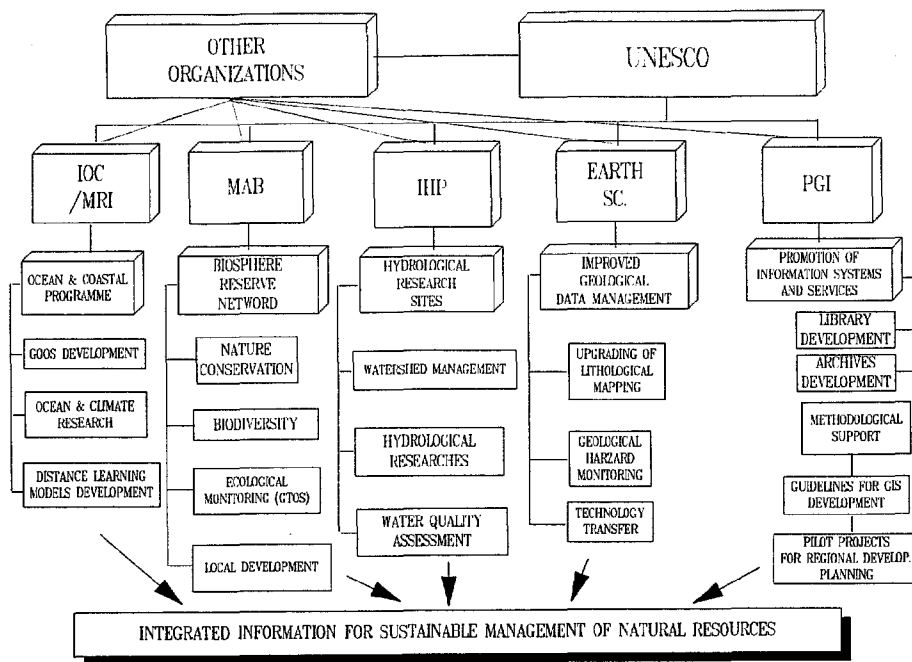 OTHER
ORGANIZATIONS
UNESCO
IOC
/MRI
MAB
IHP
EARTH
SC.
PGI
OCEAN & COASTAL
PROGRAMME
GOOS DEVELOPMENT
OCEAN & CLIMATE
RESEARCH
DISTANCE LEARNING
MODELS DEVELOPMENT
BIOSPHERE
RESERVE
NETWORD
NATURE
CONSERVATION
BIODIVERSITY
ECOLOGICAL
MONITORING (GTOS)
LOCAL DEVELOPMENT
HYDROLOGICAL
RESEARCH
SITES
WATERSHED MANAGEMENT
HYDROLOGICAL
RESEARCHES
WATER QUALITY
ASSESSMENT
IMPROVED
GEOLOGICAL
DATA MANAGEMENT
UPGRADING OF
LITHOLOGICAL
MAPPING
GEOLOGICAL
HARZARD
MONITORING
TECHNOLOGY
TRANSFER
PROMOTION OF
INFORMATION SYSTEMS
AND SERVICES
LIBRARY
DEVELOPMENT
ARCHIVES
DEVELOPMENT
METHODOLOGICAL
SUPPORT
GUIDELINES FOR GIS
DEVELOPMENT
PILOT PROJECTS
FOR REGIONAL DEVELOP.
PLANNING
INTEGRATED INFORMATION FOR SUSTAINABLE MANAGEMENT OF NATURAL RESOURCES